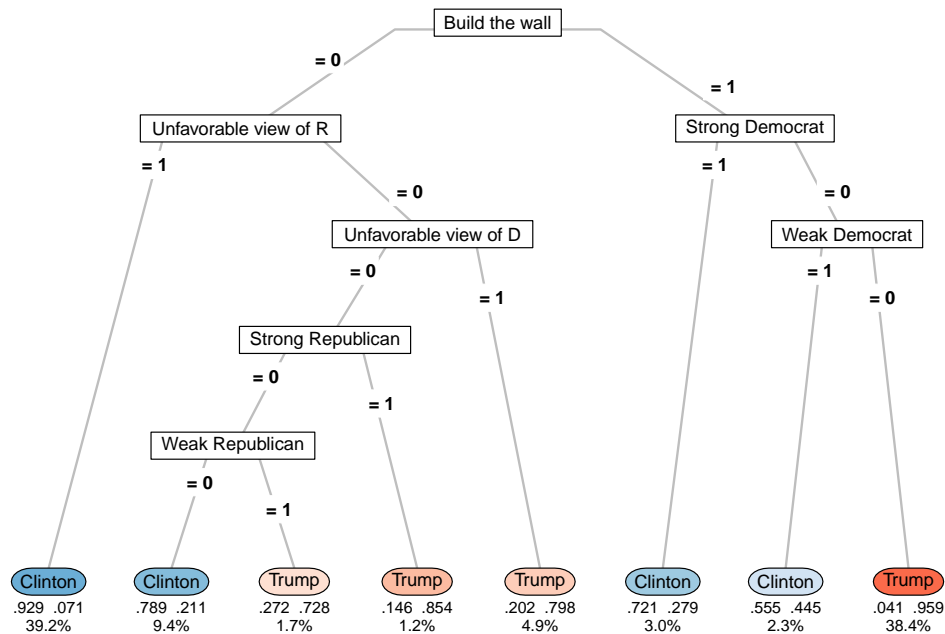 Build the wall
= 0
= 1
Unfavorable view of R
Strong Democrat
= 1
= 0
= 1
= 0
Unfavorable view of D
Weak Democrat
= 0
= 1
= 1
= 0
Strong Republican
= 0
= 1
Weak Republican
= 0
= 1
Clinton Clinton Trump Trump Trump Clinton Clinton Trump
.929 .071 .789 .211 .272 .728 .146 .854 .202 .798 .721 .279 .555 .445 .041 .959
39.2% 9.4% 1.7% 1.2% 4.9% 3.0% 2.3% 38.4%